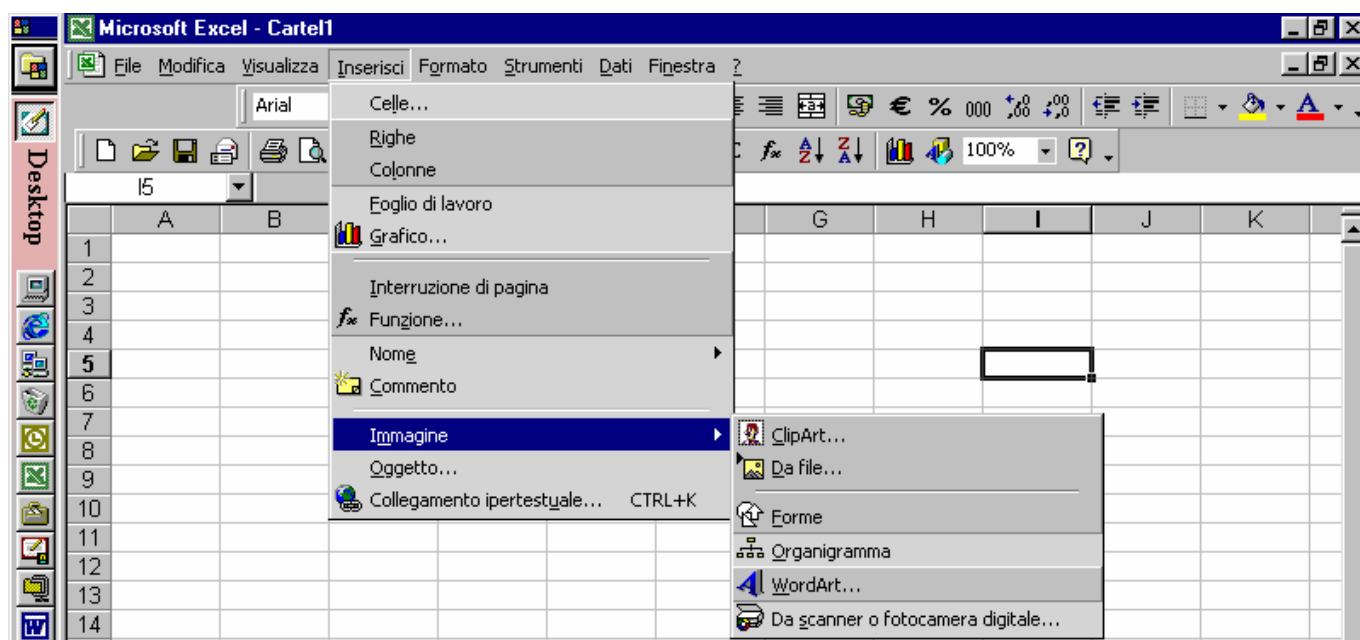 Microsoft Excel - Cartel1
File Modifica Visualizza Inserisci Formato Strumenti Dati Finestra ?
Arial
€ % 000
100%
I5
Desktop
Celle...
Righe
Colonne
Foglio di lavoro
Grafico...
Interruzione di pagina
Funzione...
Nome
Commento
Immagine
Oggetto...
Collegamento ipertestuale... CTRL+K
ClipArt...
Da file...
Forme
Organigramma
WordArt...
Da scanner o fotocamera digitale...
A B G H I J K
1
2
3
4
5
6
7
8
9
10
11
12
13
14